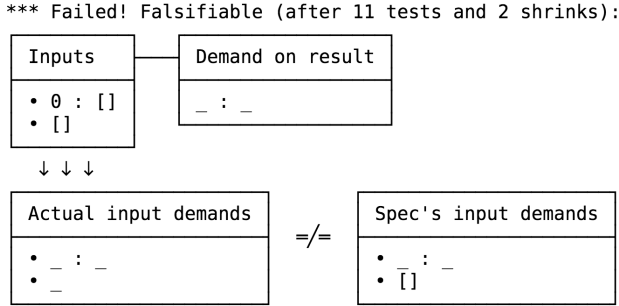 *** Failed! Falsifiable (after 11 tests and 2 shrinks):
Inputs Demand on result
• 0 : [] _ : _
• []
↓ ↓ ↓
Actual input demands Spec's input demands
=/=
• _ : _ • _ : _
• _ • []